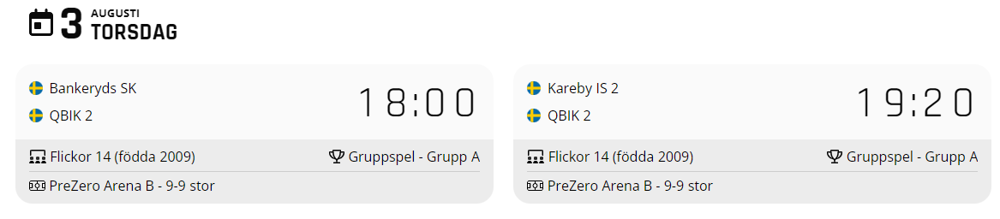 3
AUGUSTI
TORSDAG
Bankeryds SK
QBIK 2
18:00
Flickor 14 (födda 2009)
Gruppspel - Grupp A
PreZero Arena B - 9-9 stor
Kareby IS 2
QBIK 2
19:20
Flickor 14 (födda 2009)
Gruppspel - Grupp A
PreZero Arena B - 9-9 stor